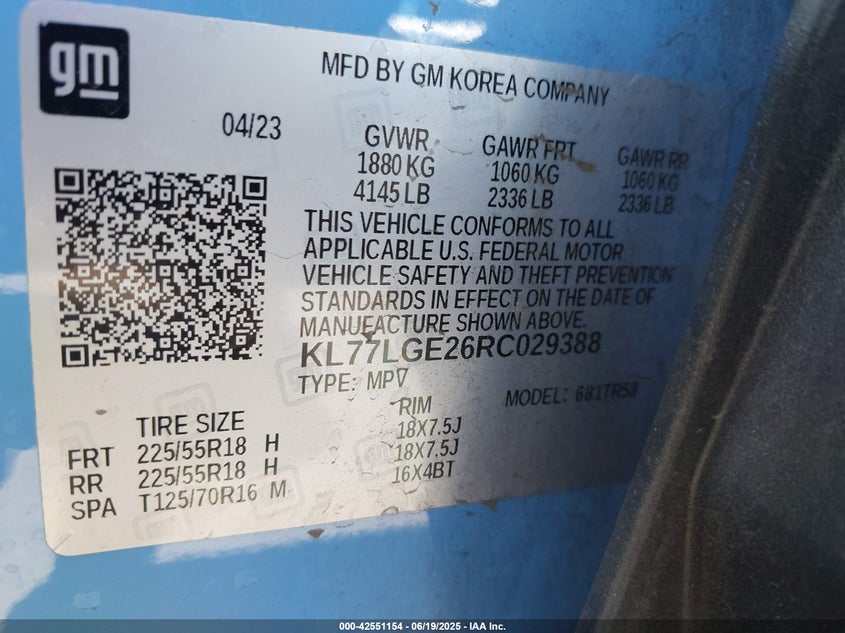 gm
MFD BY GM KOREA COMPANY
04/23
GVWR GAWR FRT GAWR RR
1880 KG 1060 KG 1060 KG
4145 LB 2336 LB 2336 LB
THIS VEHICLE CONFORMS TO ALL
APPLICABLE U.S. FEDERAL MOTOR
VEHICLE SAFETY AND THEFT PREVENTION
STANDARDS IN EFFECT ON THE DATE OF
MANUFACTURE SHOWN ABOVE.
KL77LGE26RC029388
TYPE: MPV MODEL: 681TR58
TIRE SIZE RIM
FRT 225/55R18 H 18X7.5J
RR 225/55R18 H 18X7.5J
SPA T125/70R16 M 16X4BT
000-42551154 - 06/19/2025 - IAA Inc.